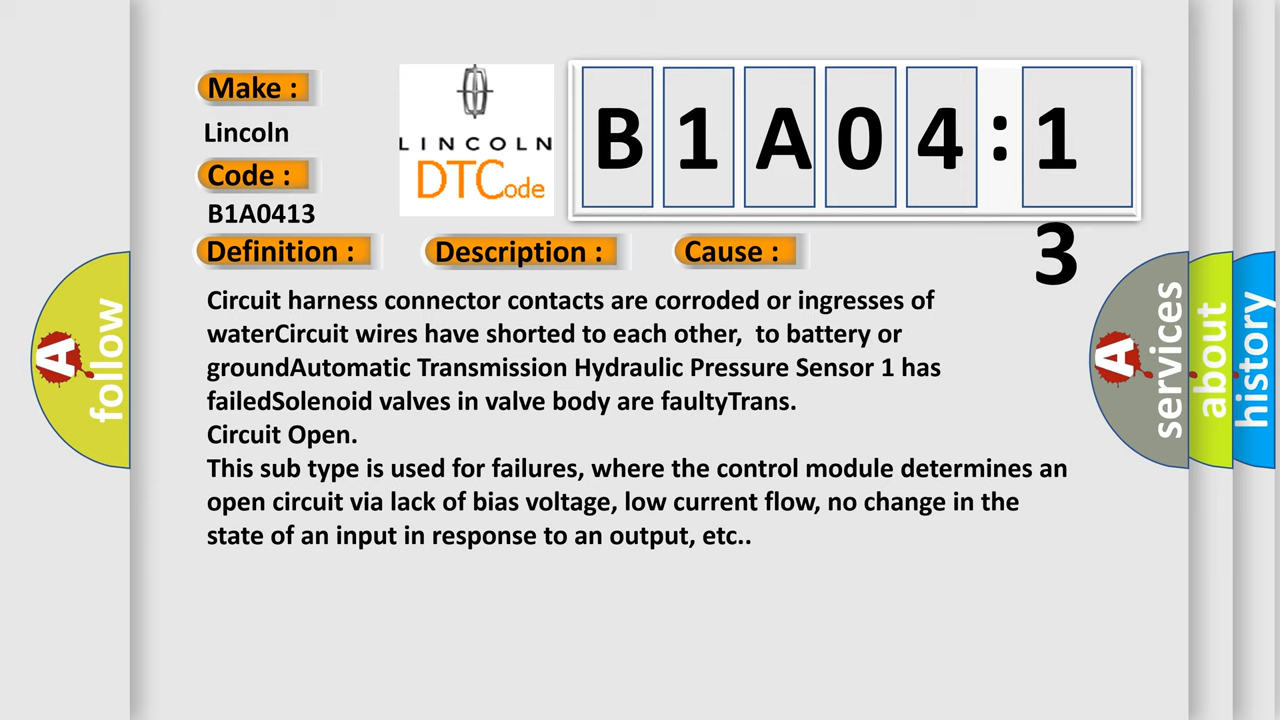 Make :
Lincoln
Code :
B1A0413
LINCOLN
DTCode
B1A04:1
3
Definition :
Description :
Cause :
Circuit harness connector contacts are corroded or ingresses of
waterCircuit wires have shorted to each other,  to battery or
groundAutomatic Transmission Hydraulic Pressure Sensor 1 has
failedSolenoid valves in valve body are faultyTrans.
Circuit Open.
This sub type is used for failures, where the control module determines an
open circuit via lack of bias voltage, low current flow, no change in the
state of an input in response to an output, etc..
A
follow
A
services
about
history